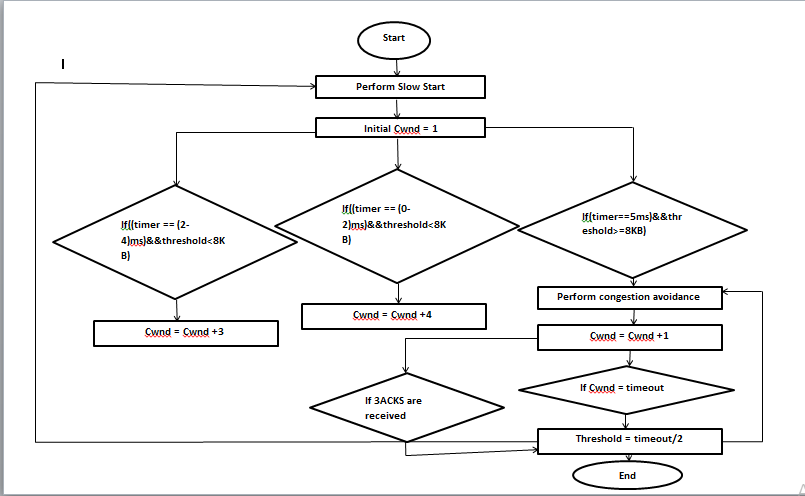 Start
Perform Slow Start
Initial Cwnd = 1
If((timer == (2-
4)ms)&&threshold<8K
B)
If((timer == (0-
2)ms)&&threshold<8K
B)
If(timer==5ms)&&thr
eshold>=8KB)
Perform congestion avoidance
Cwnd = Cwnd +3
Cwnd = Cwnd +4
Cwnd = Cwnd +1
If 3ACKS are
received
If Cwnd = timeout
Threshold = timeout/2
End